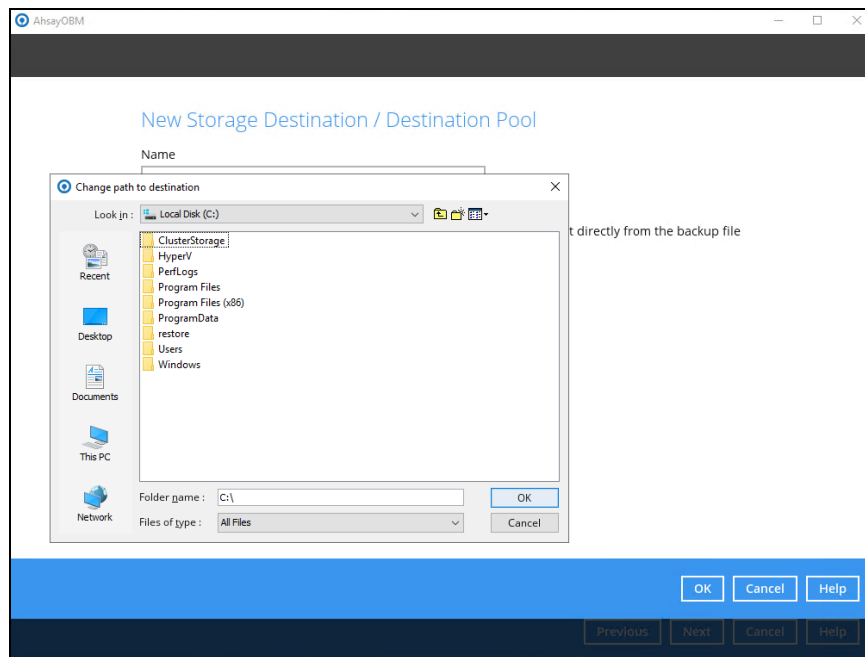 AhsayOBM
New Storage Destination / Destination Pool
Name
Change path to destination
Look in :
Local Disk (C:)
t directly from the backup file
ClusterStorage
HyperV
PerfLogs
Program Files
Program Files (x86)
ProgramData
restore
Users
Windows
Recent
Desktop
Documents
This PC
Network
Folder name :
C:\
OK
Files of type :
All Files
Cancel
OK
Cancel
Help
Previous
Next
Cancel
Help